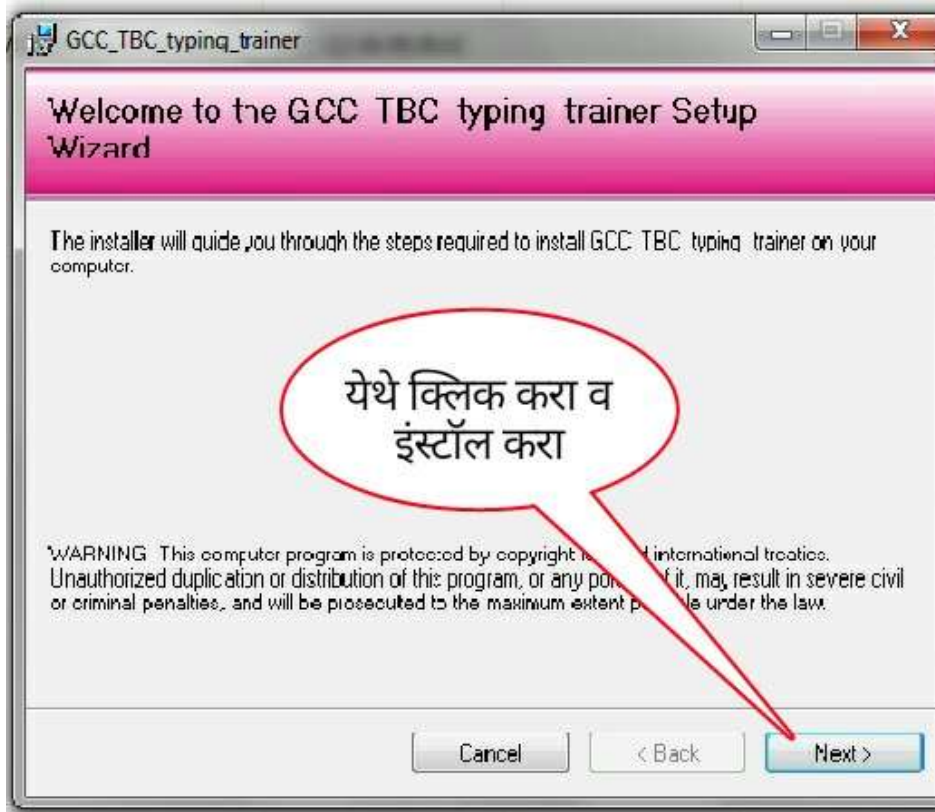 GCC_TBC_typing_trainer
Welcome to the GCC TBC typing trainer Setup
Wizard
The installer will guide you through the steps required to install GCC TBC typing trainer on your
computer.
येथे क्लिक करा व
इंस्टॉल करा
WARNING: This computer program is protected by copyright international treaties.
Unauthorized duplication or distribution of this program, or any it, may result in severe civil
or criminal penalties, and will be prosecuted to the maximum extent under the law.
Cancel
< Back
Next >